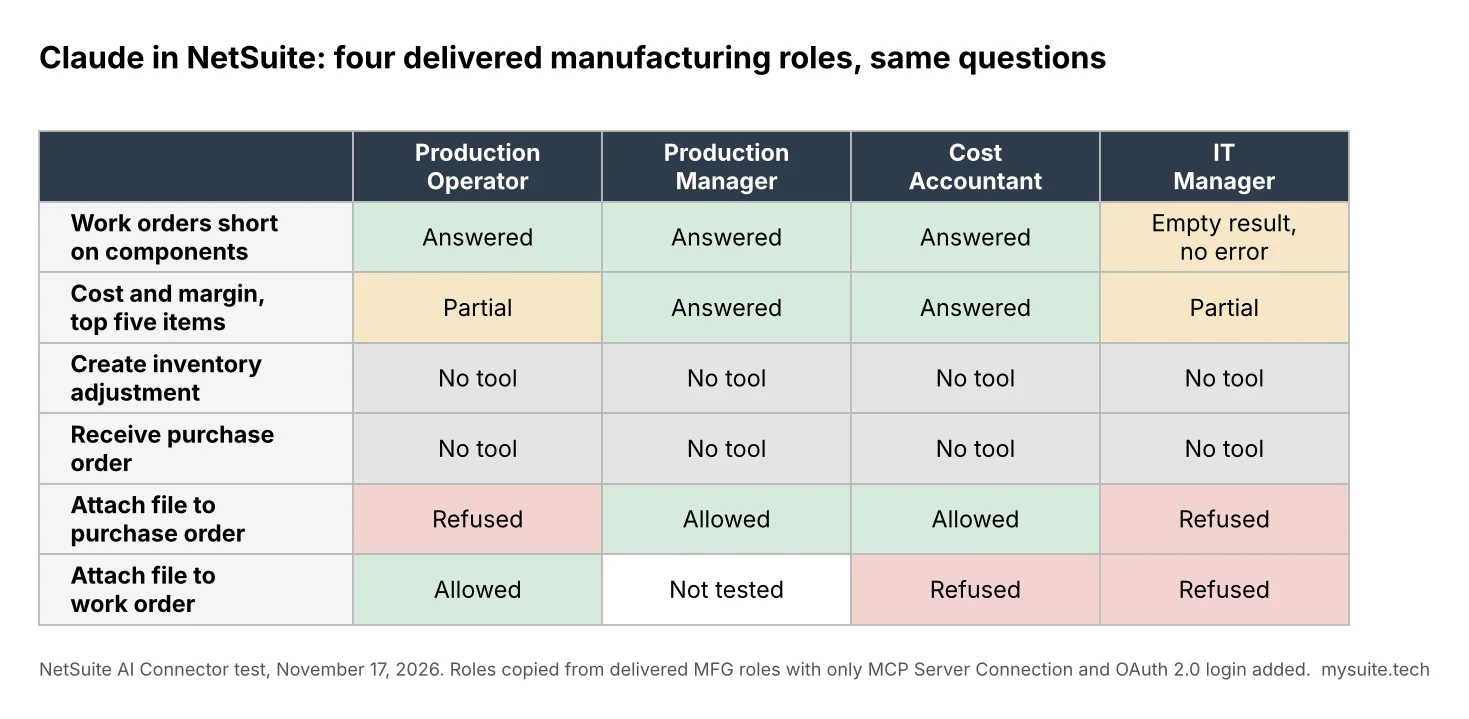 Claude in NetSuite: four delivered manufacturing roles, same questions
Production
Operator
Production
Manager
Cost
Accountant
IT
Manager
Work orders short
on components
Answered
Answered
Answered
Empty result,
no error
Cost and margin,
top five items
Partial
Answered
Answered
Partial
Create inventory
adjustment
No tool
No tool
No tool
No tool
Receive purchase
order
No tool
No tool
No tool
No tool
Attach file to
purchase order
Refused
Allowed
Allowed
Refused
Attach file to
work order
Allowed
Not tested
Refused
Refused
NetSuite AI Connector test, November 17, 2026. Roles copied from delivered MFG roles with only MCP Server Connection and OAuth 2.0 login added. mysuite.tech